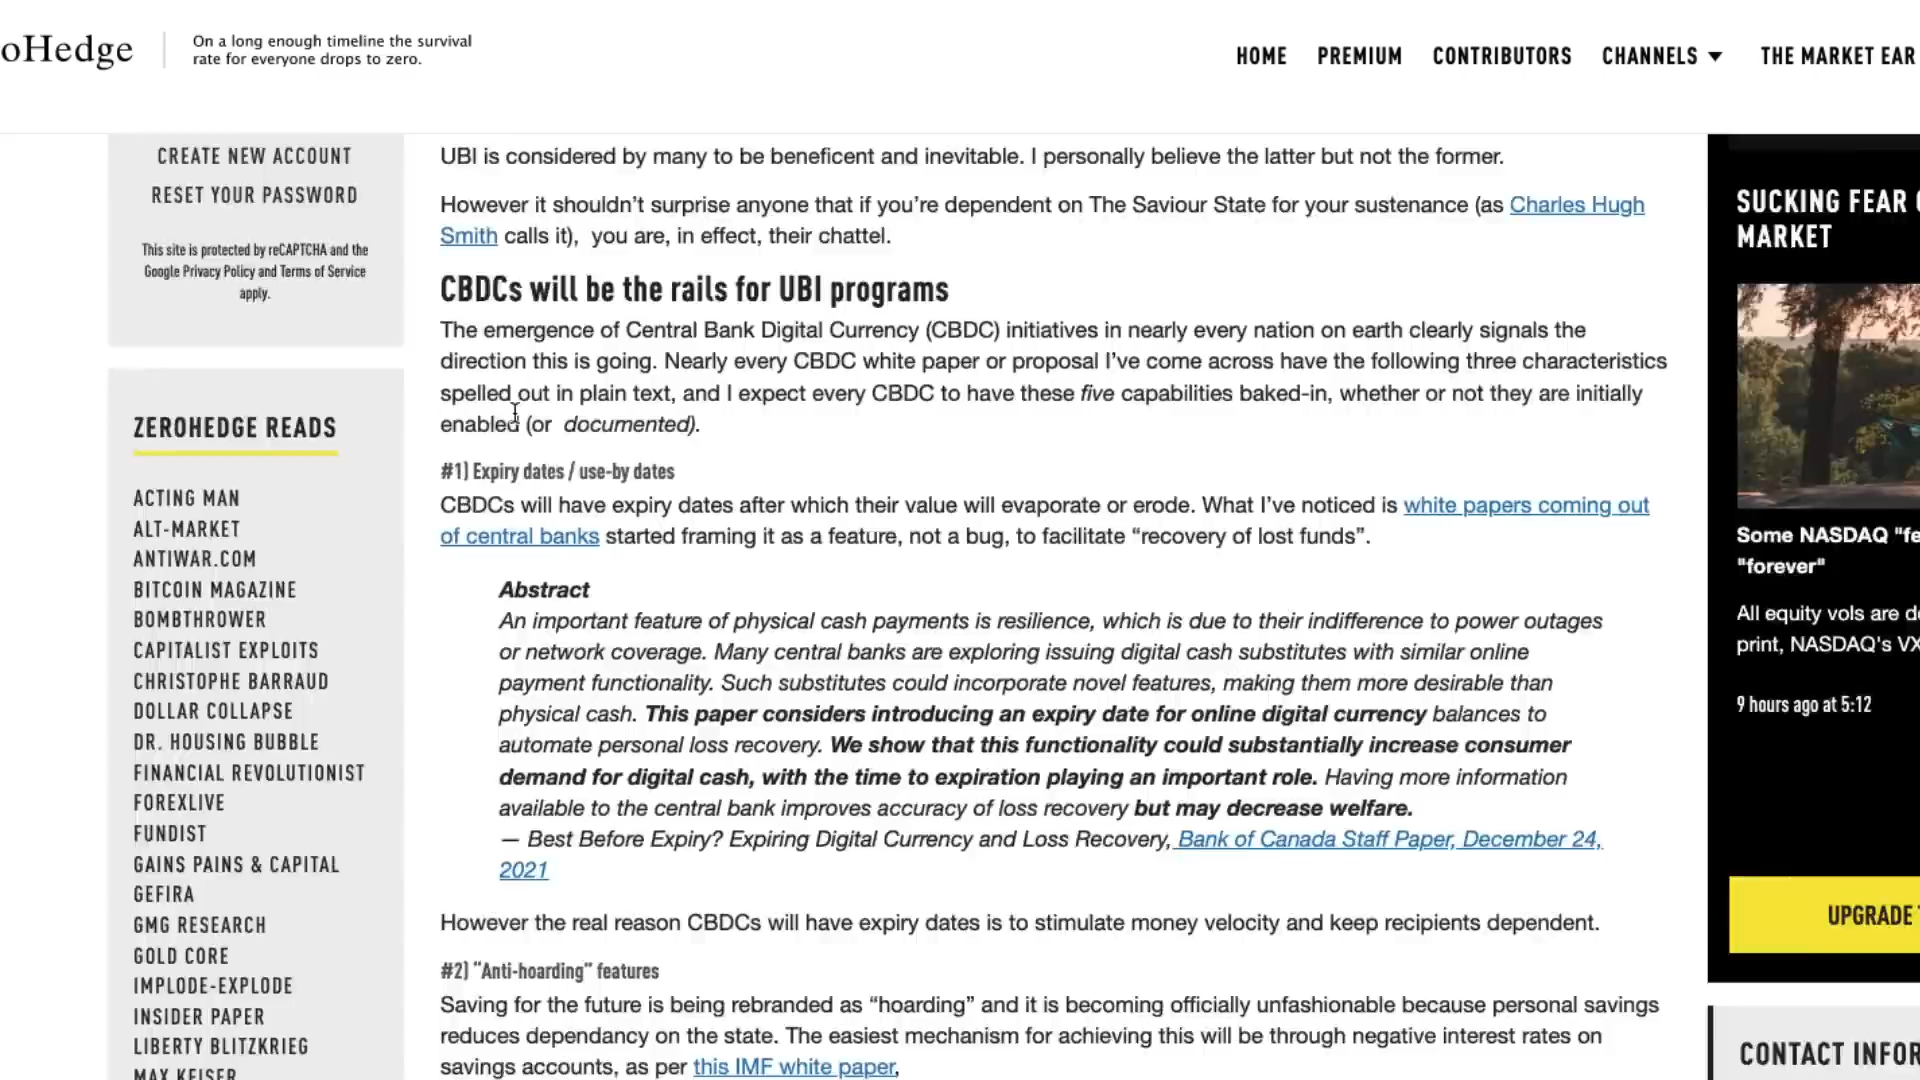 oHedge
On a long enough timeline the survival
rate for everyone drops to zero.
HOME PREMIUM CONTRIBUTORS CHANNELS THE MARKET EAR
CREATE NEW ACCOUNT
RESET YOUR PASSWORD
This site is protected by reCAPTCHA and the
Google Privacy Policy and Terms of Service
apply.
ZEROHEDGE READS
ACTING MAN
ALT-MARKET
ANTIWAR.COM
BITCOIN MAGAZINE
BOMBTHROWER
CAPITALIST EXPLOITS
CHRISTOPHE BARRAUD
DOLLAR COLLAPSE
DR. HOUSING BUBBLE
FINANCIAL REVOLUTIONIST
FOREXLIVE
FUNDIST
GAINS PAINS & CAPITAL
GEFIRA
GMG RESEARCH
GOLD CORE
IMPLODE-EXPLODE
INSIDER PAPER
LIBERTY BLITZKRIEG
MAX KEISER
UBI is considered by many to be beneficent and inevitable. I personally believe the latter but not the former.
However it shouldn’t surprise anyone that if you’re dependent on The Saviour State for your sustenance (as Charles Hugh
Smith calls it), you are, in effect, their chattel.
CBDCs will be the rails for UBI programs
The emergence of Central Bank Digital Currency (CBDC) initiatives in nearly every nation on earth clearly signals the
direction this is going. Nearly every CBDC white paper or proposal I’ve come across have the following three characteristics
spelled out in plain text, and I expect every CBDC to have these five capabilities baked-in, whether or not they are initially
enabled (or documented).
#1) Expiry dates / use-by dates
CBDCs will have expiry dates after which their value will evaporate or erode. What I’ve noticed is white papers coming out
of central banks started framing it as a feature, not a bug, to facilitate “recovery of lost funds”.
Abstract
An important feature of physical cash payments is resilience, which is due to their indifference to power outages
or network coverage. Many central banks are exploring issuing digital cash substitutes with similar online
payment functionality. Such substitutes could incorporate novel features, making them more desirable than
physical cash. This paper considers introducing an expiry date for online digital currency balances to
automate personal loss recovery. We show that this functionality could substantially increase consumer
demand for digital cash, with the time to expiration playing an important role. Having more information
available to the central bank improves accuracy of loss recovery but may decrease welfare.
— Best Before Expiry? Expiring Digital Currency and Loss Recovery, Bank of Canada Staff Paper, December 24,
2021
However the real reason CBDCs will have expiry dates is to stimulate money velocity and keep recipients dependent.
#2) “Anti-hoarding” features
Saving for the future is being rebranded as “hoarding” and it is becoming officially unfashionable because personal savings
reduces dependancy on the state. The easiest mechanism for achieving this will be through negative interest rates on
savings accounts, as per this IMF white paper,
SUCKING FEAR
MARKET
Some NASDAQ "fe
"forever"
All equity vols are d
print, NASDAQ's VX
9 hours ago at 5:12
UPGRADE
CONTACT INFOR